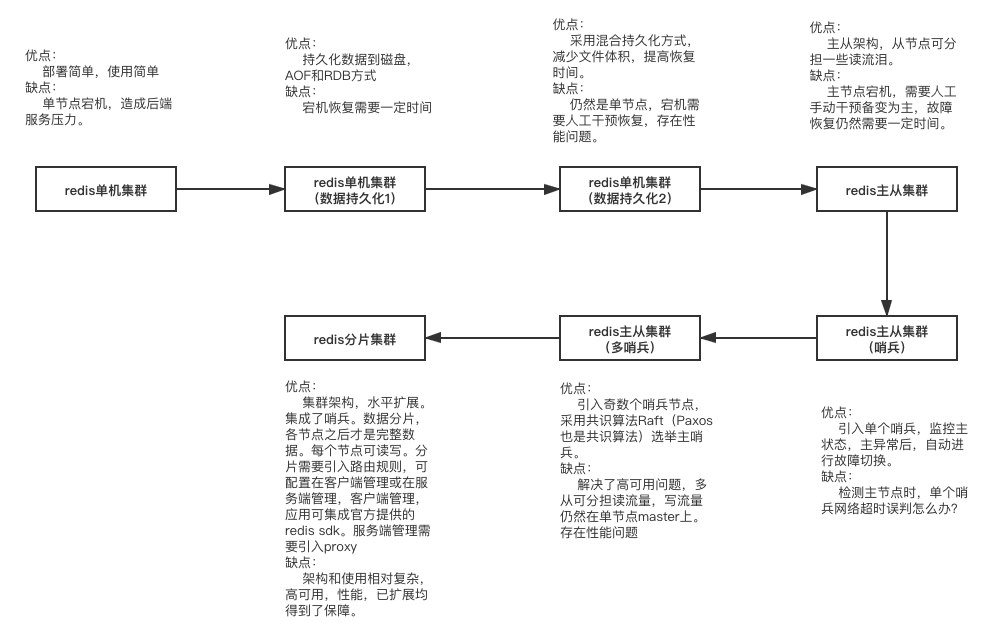 优点：
部署简单，使用简单
缺点：
单节点宕机，造成后端
服务压力。
优点：
持久化数据到磁盘，
AOF和RDB方式
缺点：
宕机恢复需要一定时间
优点：
采用混合持久化方式，
减少文件体积，提高恢复
时间。
缺点：
仍然是单节点，宕机需
要人工干预恢复，存在性
能问题。
优点：
主从架构，从节点可分
担一些读流泪。
缺点：
主节点宕机，需要人工
手动干预备变为主，故障
恢复仍然需要一定时间。
redis单机集群
redis单机集群
（数据持久化1）
redis单机集群
（数据持久化2）
redis主从集群
redis主从集群
（哨兵）
redis主从集群
（多哨兵）
redis分片集群
优点：
引入单个哨兵，监控主
状态，主异常后，自动进
行故障切换。
缺点：
检测主节点时，单个哨
兵网络超时误判怎么办？
优点：
引入奇数个哨兵节点，
采用共识算法Raft（Paxos
也是共识算法）选举主哨
兵。
缺点：
解决了高可用问题，多
从可分担读流量，写流量
仍然在单节点master上。
存在性能问题
优点：
集群架构，水平扩展。
集成了哨兵。数据分片，
各节点之后才是完整数
据。每个节点可读写。分
片需要引入路由规则，可
配置在客户端管理或在服
务端管理，客户端管理，
应用可集成官方提供的
redis sdk。服务端管理需
要引入proxy
缺点：
架构和使用相对复杂，
高可用，性能，已扩展均
得到了保障。